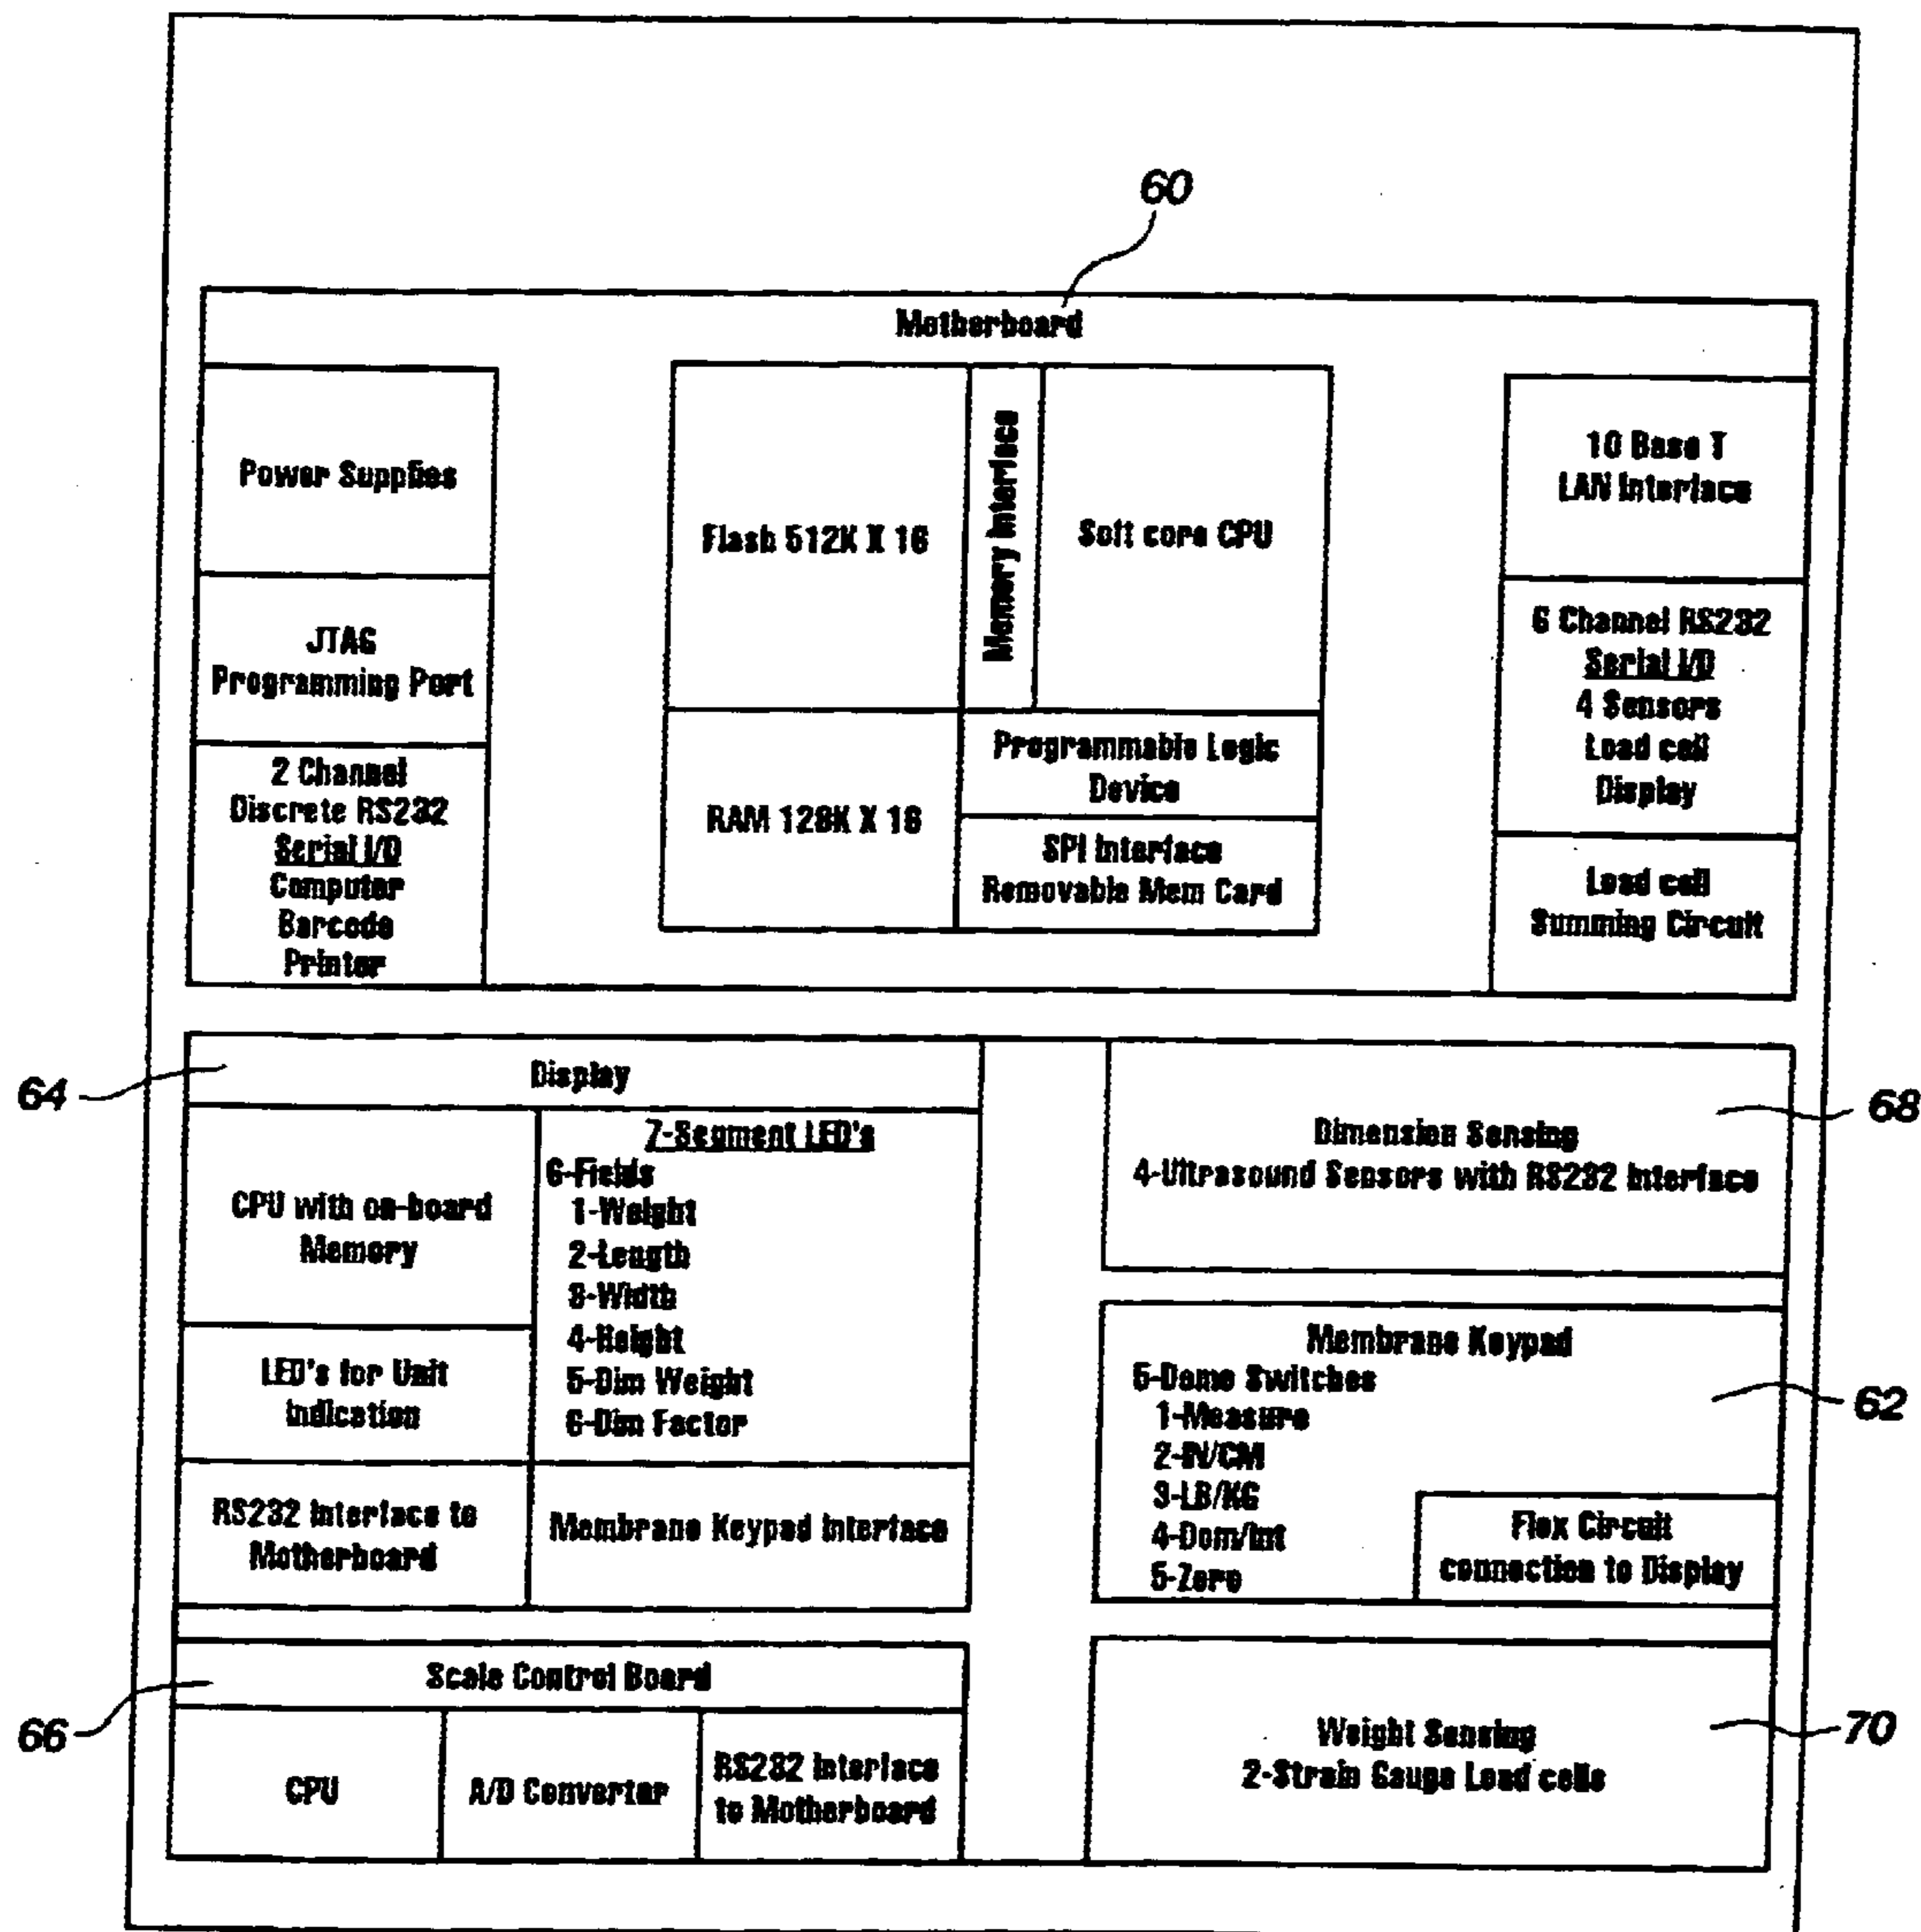 60
Motherboard
Power Supplies
JTAG
Programming Port
2 Channel
Discrete RS232
Serial I/O
Computer
Barcode
Printer
Flash 512K X 16
Memory Interface
Soft core CPU
RAM 128K X 16
Programmable Logic
Device
SPI Interface
Removable Mem Card
10 Base T
LAN Interface
6 Channel RS232
Serial I/O
4 Sensors
Load cell
Display
Load cell
Summing Circuit
64
Display
CPU with on-board
Memory
7-Segment LED's
6-Fields
1-Weight
2-Length
3-Width
4-Height
5-Dim Weight
6-Dim Factor
LED's for Unit
Indication
RS232 Interface to
Motherboard
Membrane Keypad Interface
68
Dimension Sensing
4-Ultrasound Sensors with RS232 Interface
Membrane Keypad
5-Dome Switches
1-Measure
2-IN/CM
3-LB/KG
4-Dom/Int
5-Zero
62
Flex Circuit
connection to Display
66
Scale Control Board
CPU
A/D Converter
RS232 Interface
to Motherboard
70
Weight Sensing
2-Strain Gauge Load cells